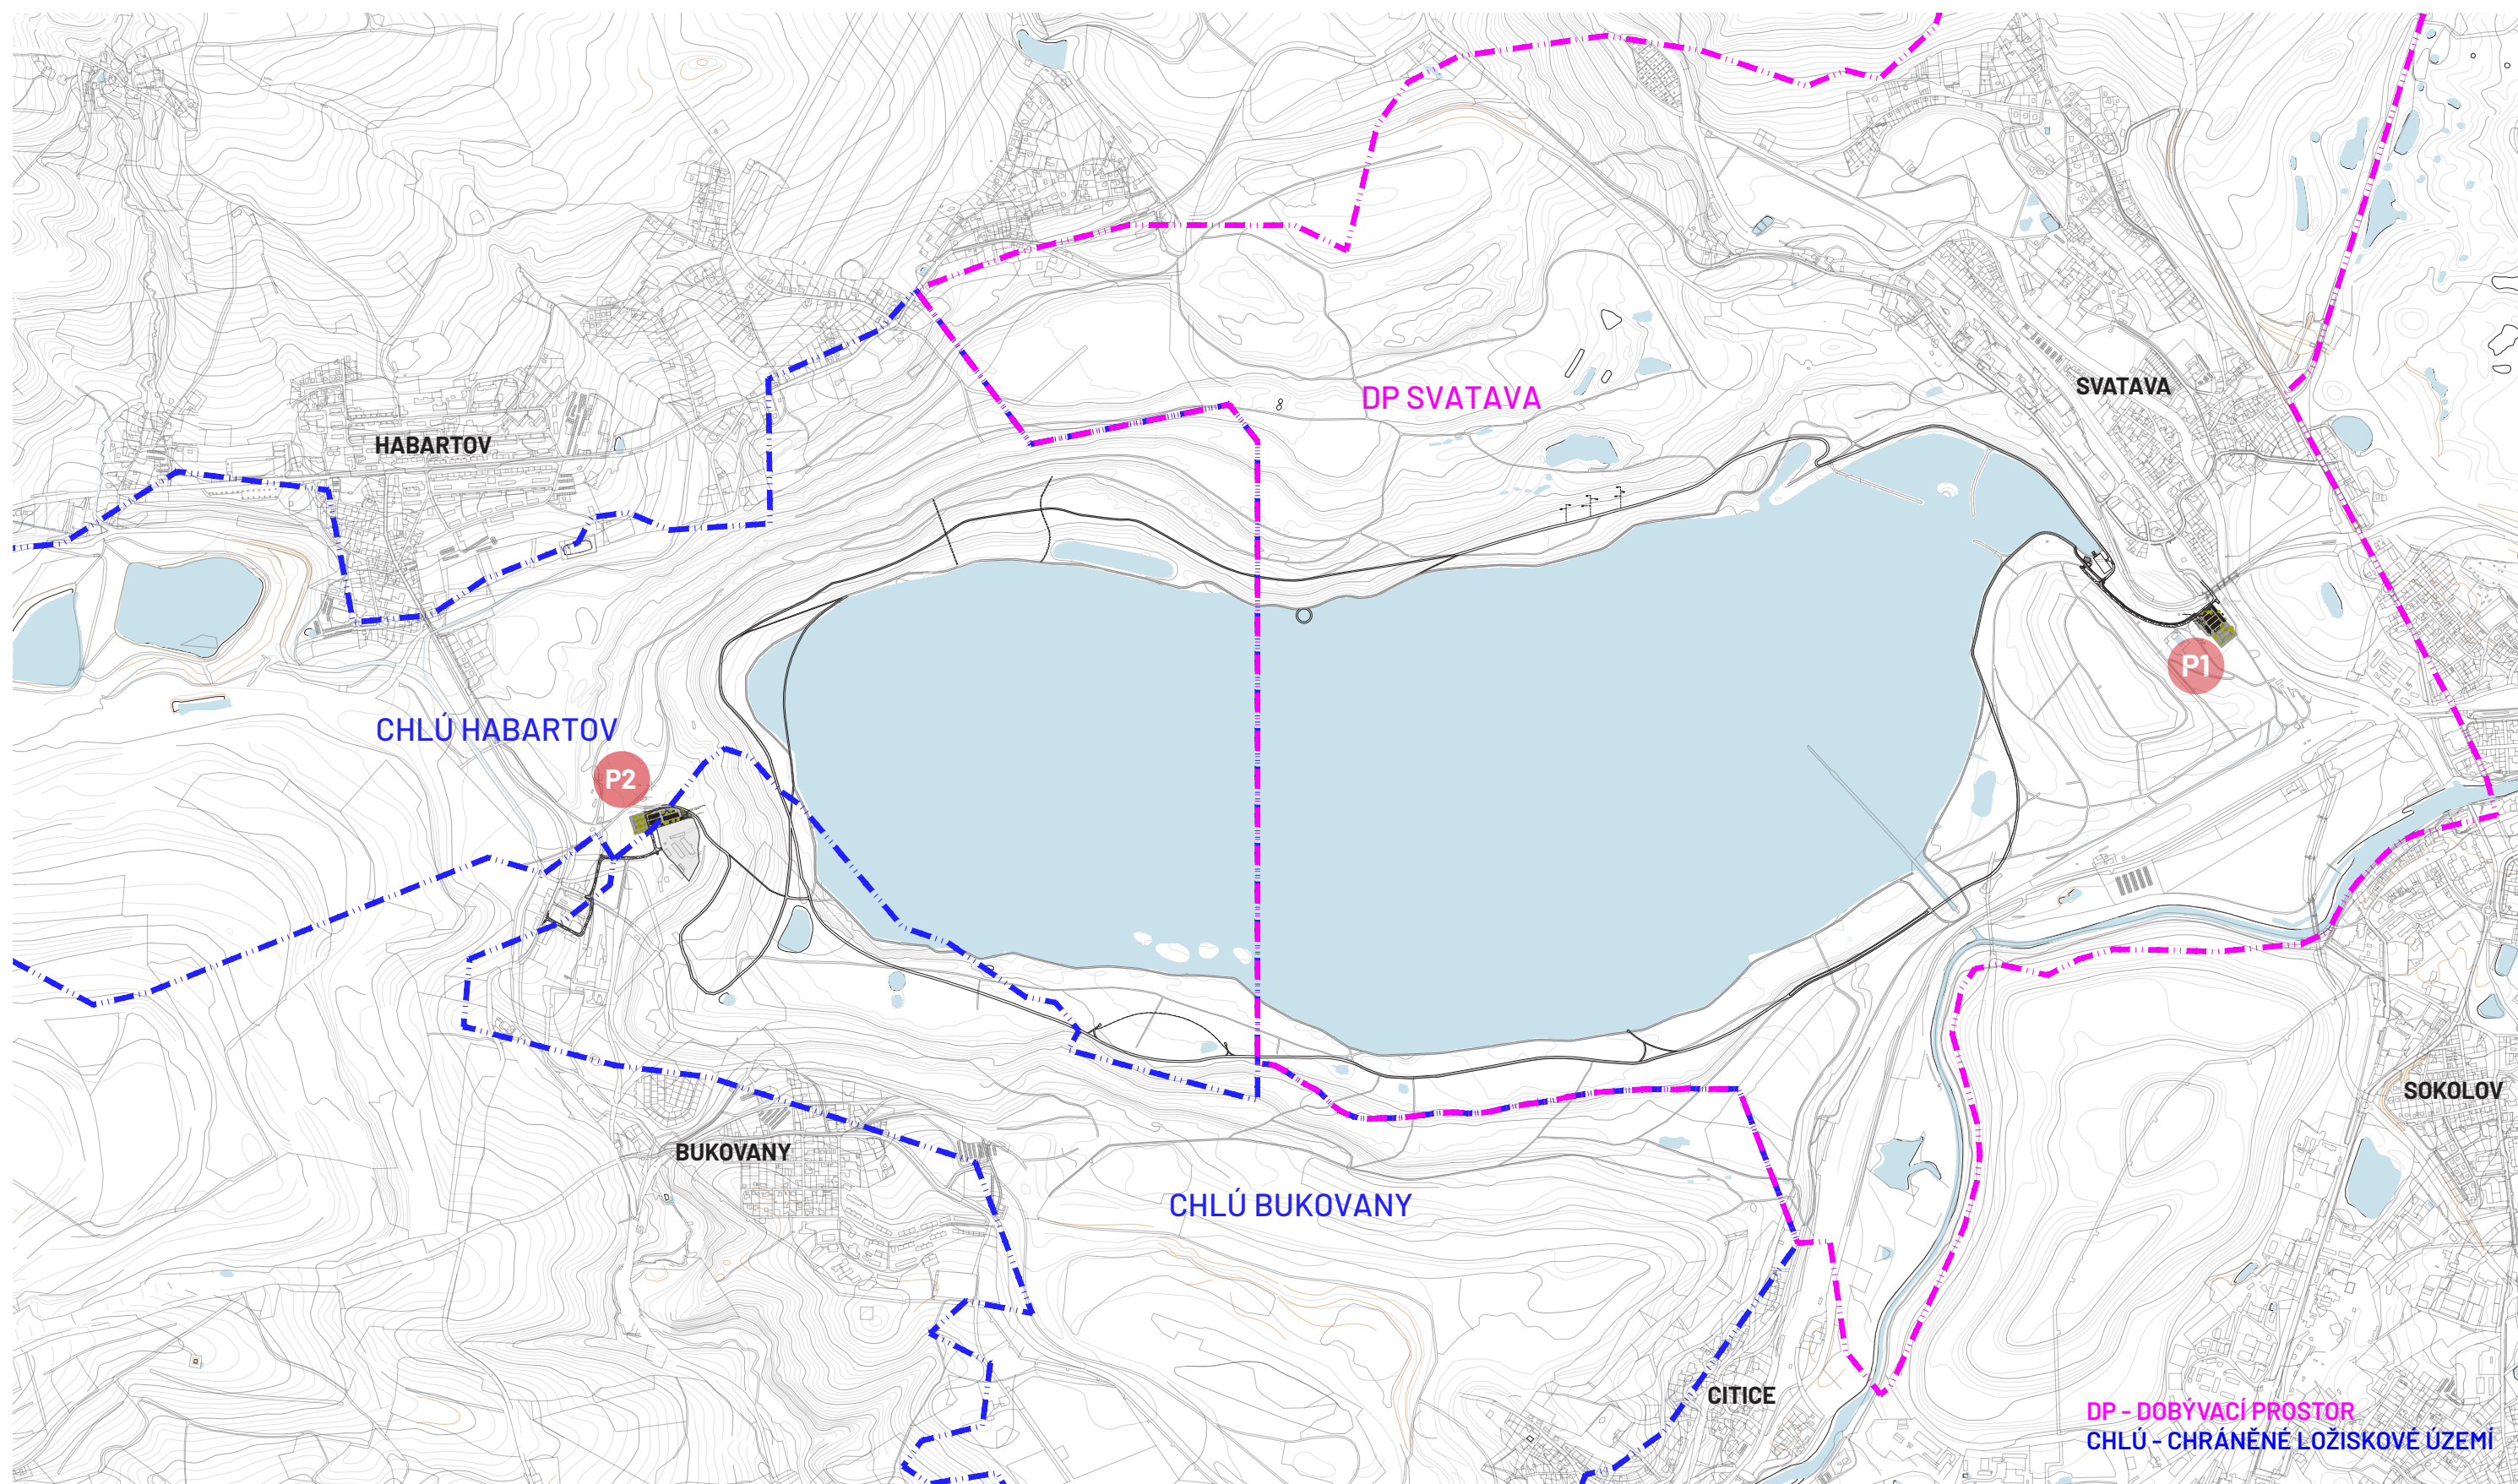 DP SVATAVA
SVATAVA
HABARTOV
P1
CHLÚ HABARTOV
P2
SOKOLOV
BUKOVANY
CHLÚ BUKOVANY
CITICE
DP - DOBÝVACÍ PROSTOR
CHLÚ - CHRÁNĚNÉ LOŽISKOVÉ ÚZEMÍ